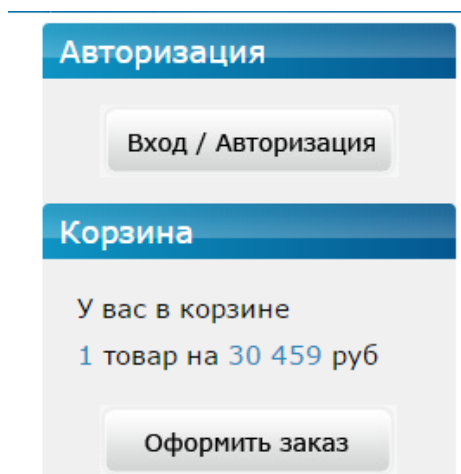 Авторизация
Вход / Авторизация
Корзина
У вас в корзине
1 товар на 30 459 руб
Оформить заказ